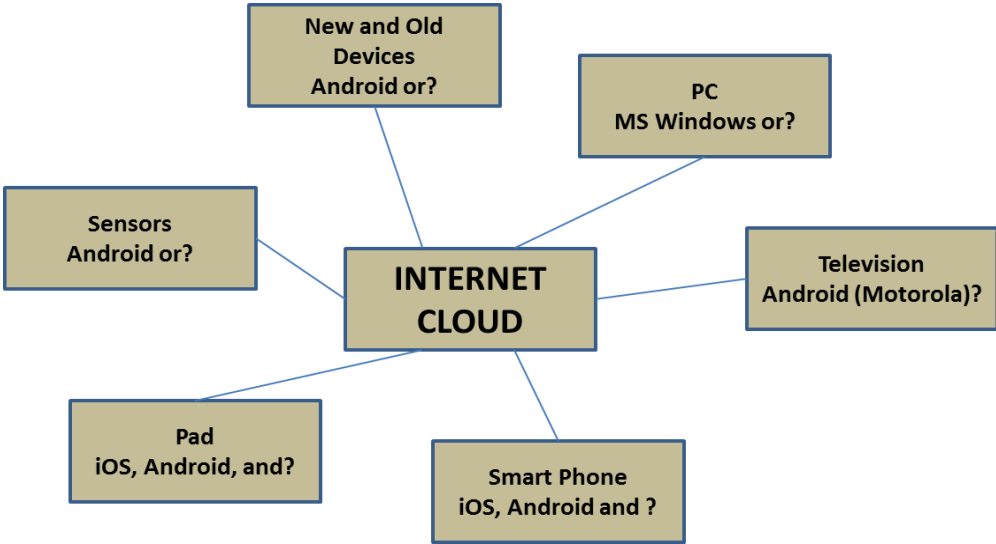 New and Old
Devices
Android or?
PC
MS Windows or?
Sensors
Android or?
INTERNET
CLOUD
Television
Android (Motorola)?
Pad
iOS, Android, and?
Smart Phone
iOS, Android and ?